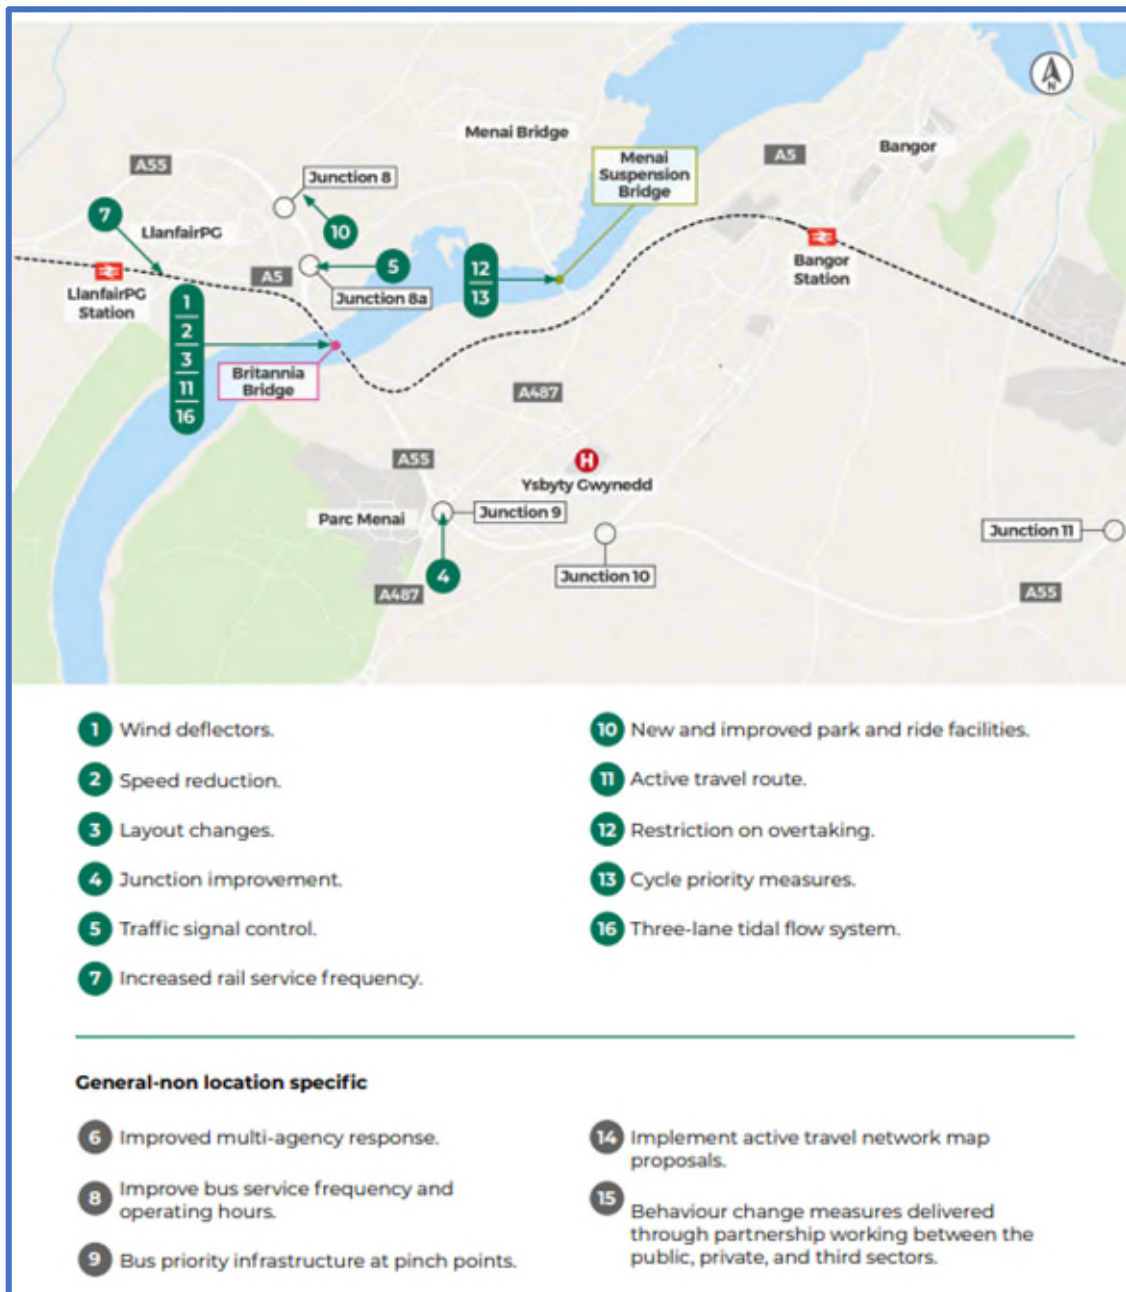 N
Menai Bridge
Menai
Suspension
Bridge
A5
Bangor
A55
Junction 8
7
LlanfairPG
10
12
13
5
A5
Junction 8a
LlanfairPG
Station
Bangor
Station
1
2
3
11
16
Britannia
Bridge
A487
A55
H
Ysbyty Gwynedd
Parc Menai
Junction 9
Junction 11
4
Junction 10
A487
A55
1 Wind deflectors.
2 Speed reduction.
3 Layout changes.
4 Junction improvement.
5 Traffic signal control.
7 Increased rail service frequency.
10 New and improved park and ride facilities.
11 Active travel route.
12 Restriction on overtaking.
13 Cycle priority measures.
16 Three-lane tidal flow system.
General-non location specific
6 Improved multi-agency response.
8 Improve bus service frequency and
operating hours.
9 Bus priority infrastructure at pinch points.
14 Implement active travel network map
proposals.
15 Behaviour change measures delivered
through partnership working between the
public, private, and third sectors.